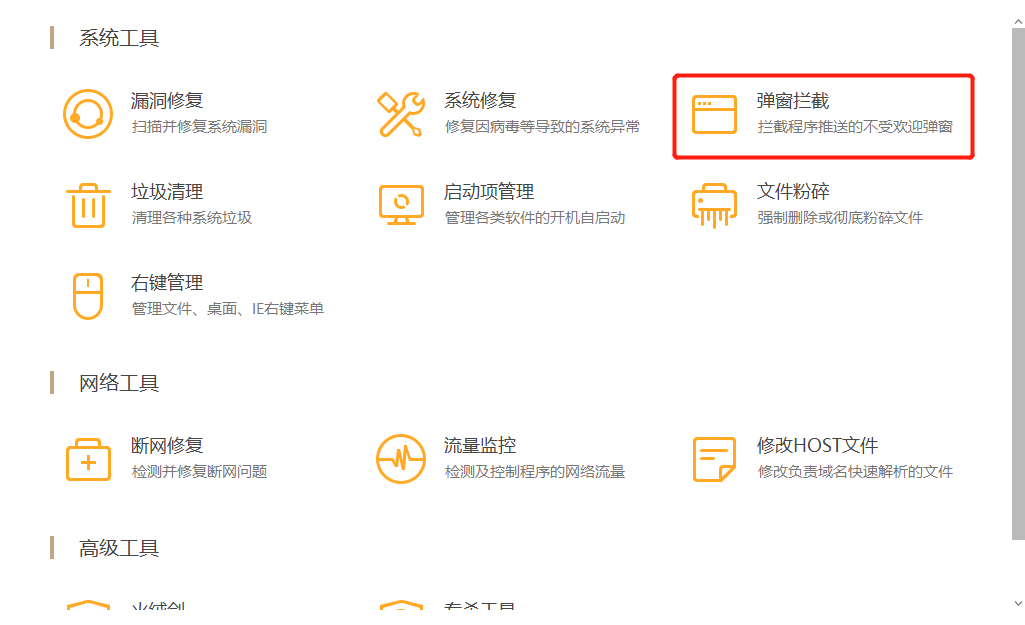 系统工具
漏洞修复
扫描并修复系统漏洞
系统修复
修复因病毒等导致的系统异常
弹窗拦截
拦截程序推送的不受欢迎弹窗
垃圾清理
清理各种系统垃圾
启动项管理
管理各类软件的开机自启动
文件粉碎
强制删除或彻底粉碎文件
右键管理
管理文件、桌面、IE右键菜单
网络工具
断网修复
检测并修复断网问题
流量监控
检测及控制程序的网络流量
修改HOST文件
修改负责域名快速解析的文件
高级工具
火绒剑
专杀工具